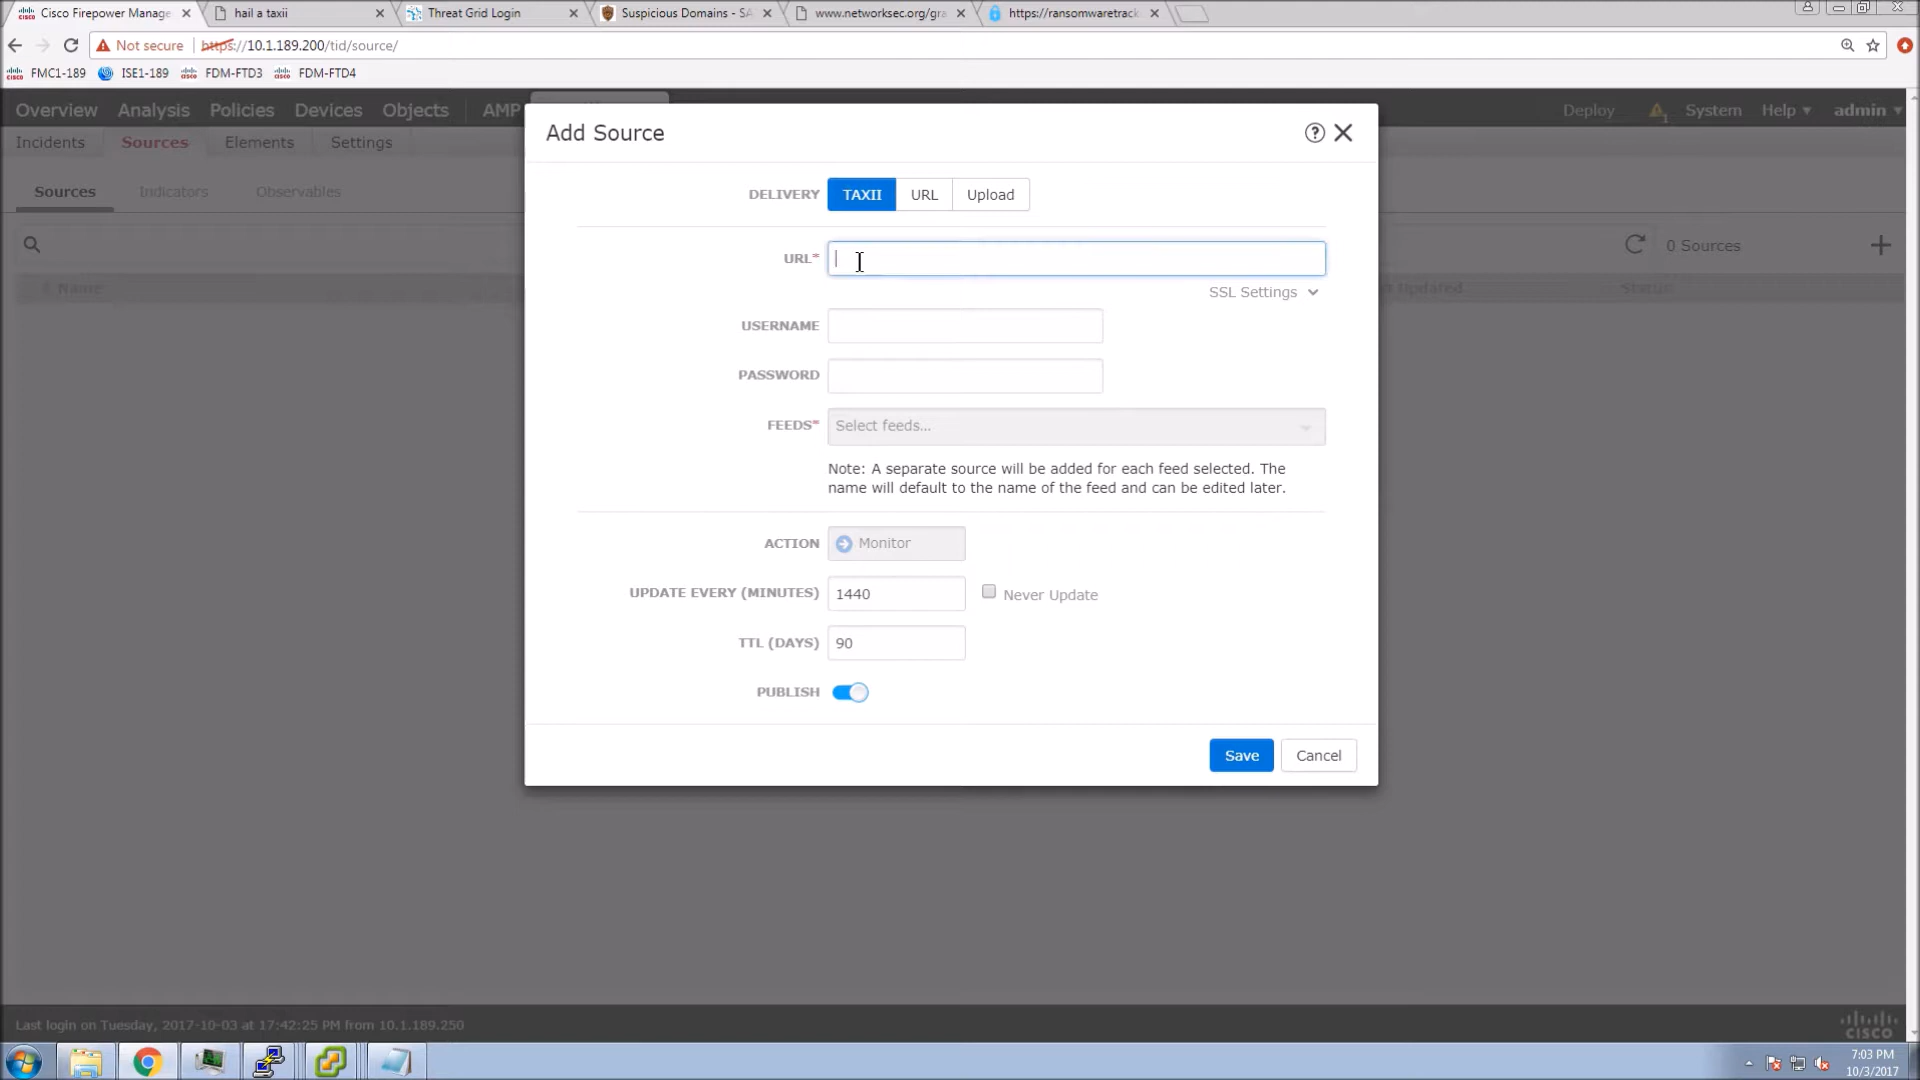 Cisco Firepower Manage
hail a taxii
Threat Grid Login
Suspicious Domains - SA
www.networksec.org/gra
https://ransomwaretrack
Not secure
https://10.1.189.200/tid/source/
FMC1-189
ISE1-189
FDM-FTD3
FDM-FTD4
Overview
Analysis
Policies
Devices
Objects
AMP
Deploy
1
System
Help
admin
Incidents
Sources
Elements
Settings
Sources
Indicators
Observables
0 Sources
Name
Updated
Status
Add Source
DELIVERY
TAXII
URL
Upload
URL*
SSL Settings
USERNAME
PASSWORD
FEEDS*
Select feeds...
Note: A separate source will be added for each feed selected. The
name will default to the name of the feed and can be edited later.
ACTION
Monitor
UPDATE EVERY (MINUTES)
1440
Never Update
TTL (DAYS)
90
PUBLISH
Save
Cancel
Last login on Tuesday, 2017-10-03 at 17:42:25 PM from 10.1.189.250
CISCO
7:03 PM
10/3/2017